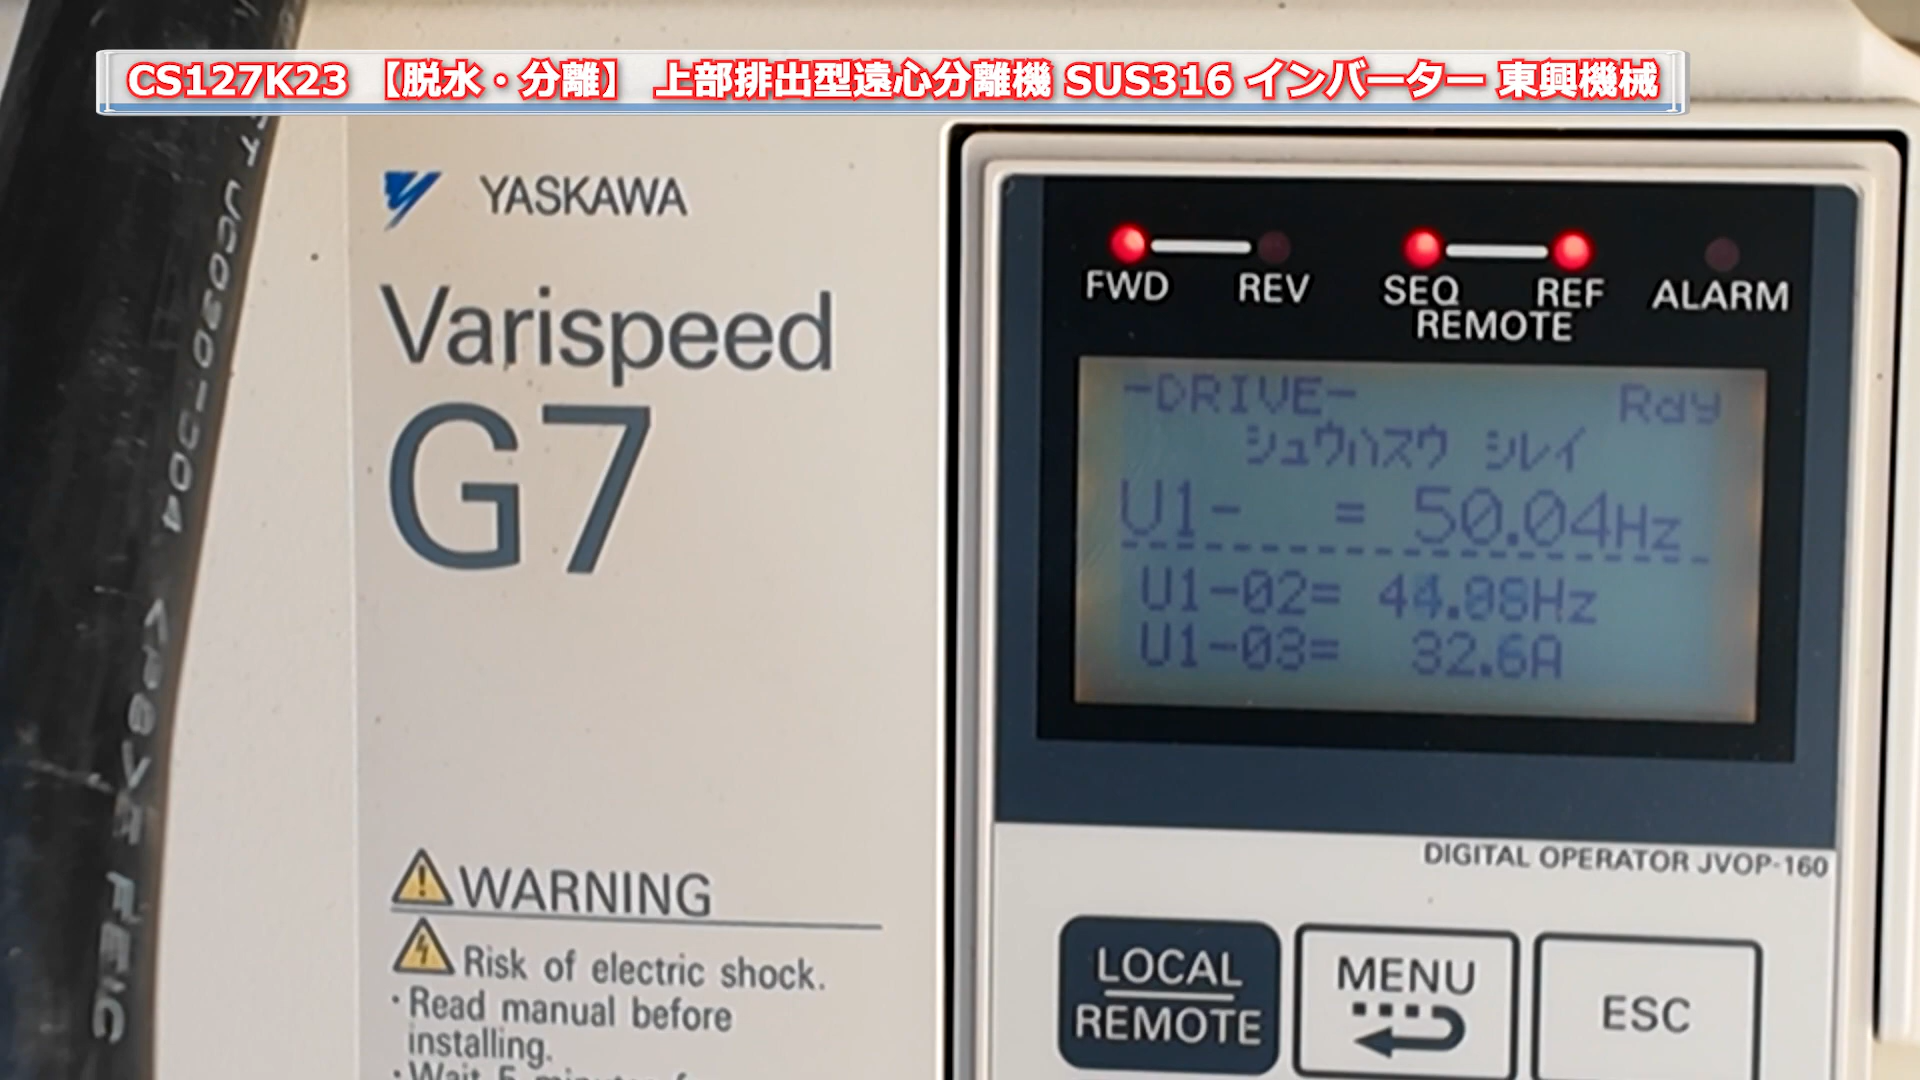 CS127K23 【脱水・分離】 上部排出型遠心分離機 SUS316 インバーター 東興機械
YASKAWA
Varispeed
G7
WARNING
Risk of electric shock.
・Read manual before
installing.
FWD REV SEQ REF ALARM
REMOTE
-DRIVE- Rdy
シュウハスウ シレイ
U1- = 50.04Hz
U1-02= 44.08Hz
U1-03= 32.6A
DIGITAL OPERATOR JVOP-160
LOCAL
REMOTE
MENU
ESC